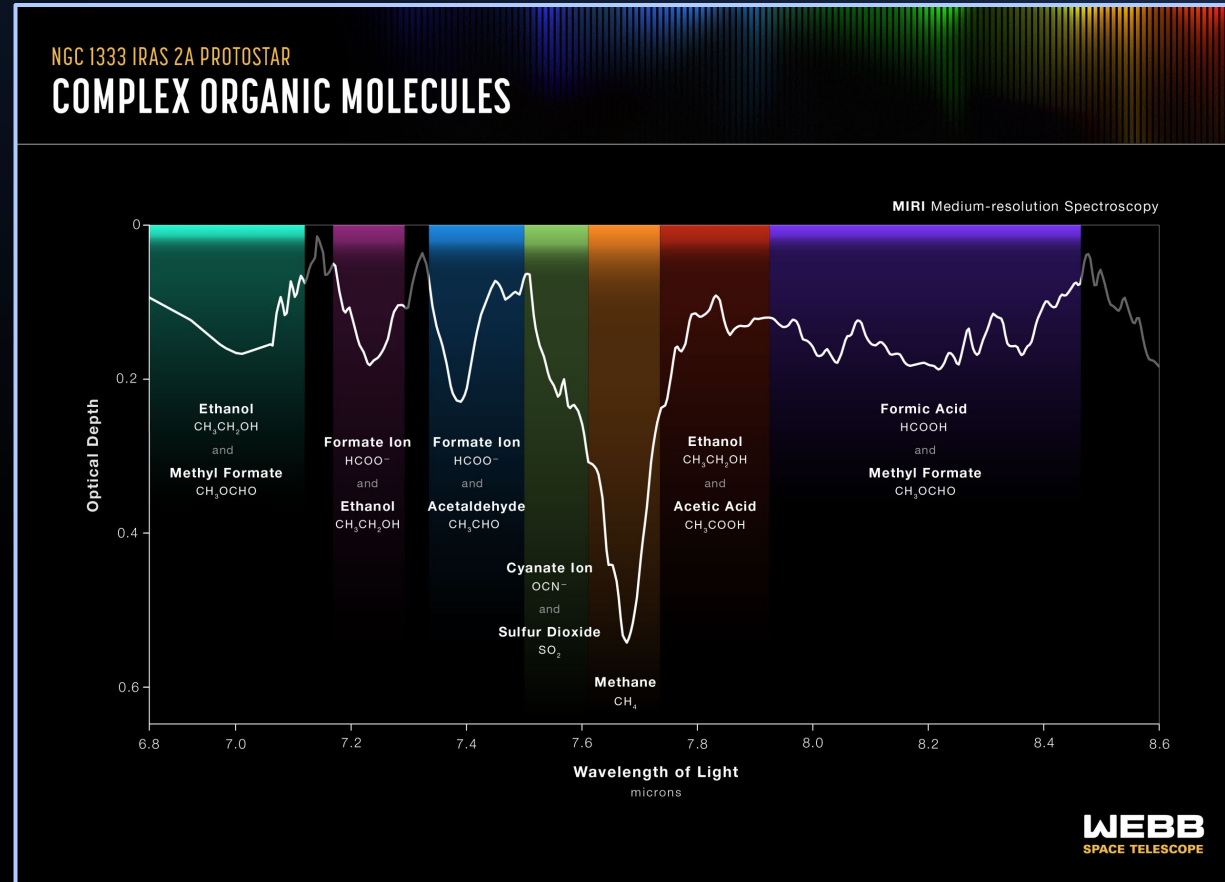 NGC 1333 IRAS 2A PROTOSTAR
COMPLEX ORGANIC MOLECULES
MIRI Medium-resolution Spectroscopy
Optical Depth
0
0.2
0.4
0.6
Ethanol
CH₃CH₂OH
and
Methyl Formate
CH₃OCHO
Formate Ion
HCOO⁻
and
Ethanol
CH₃CH₂OH
Formate Ion
HCOO⁻
and
Acetaldehyde
CH₃CHO
Cyanate Ion
OCN⁻
and
Sulfur Dioxide
SO₂
Methane
CH₄
Ethanol
CH₃CH₂OH
and
Acetic Acid
CH₃COOH
Formic Acid
HCOOH
and
Methyl Formate
CH₃OCHO
6.8 7.0 7.2 7.4 7.6 7.8 8.0 8.2 8.4 8.6
Wavelength of Light
microns
WEBB
SPACE TELESCOPE